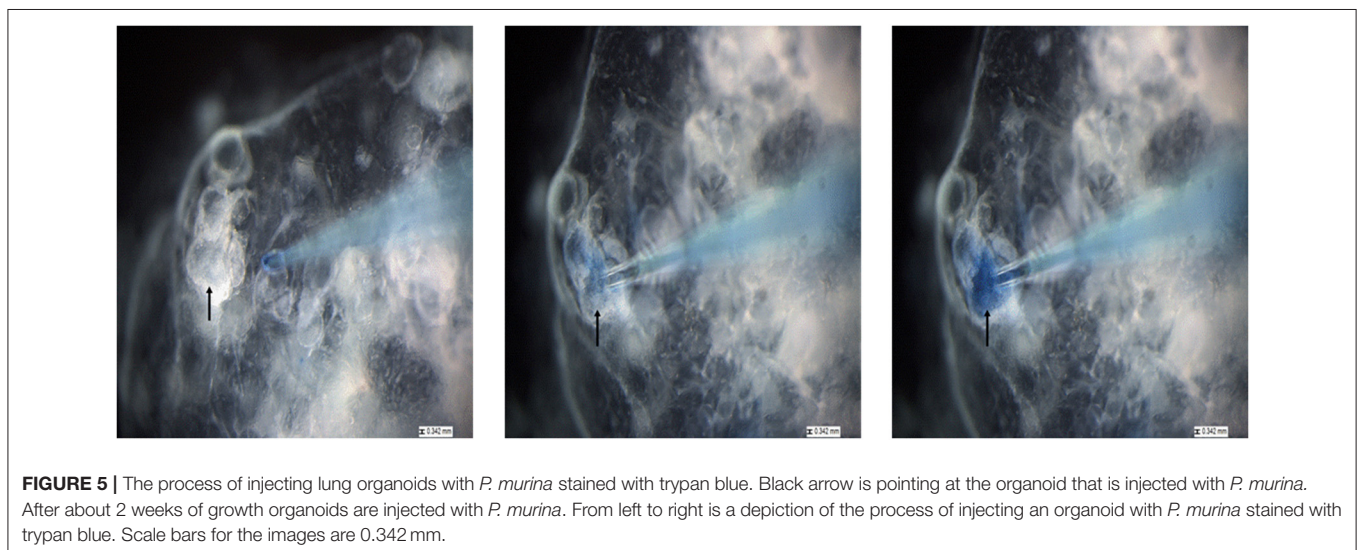 0.342 mm
0.342 mm
0.342 mm
FIGURE 5 | The process of injecting lung organoids with P. murina stained with trypan blue. Black arrow is pointing at the organoid that is injected with P. murina.
After about 2 weeks of growth organoids are injected with P. murina. From left to right is a depiction of the process of injecting an organoid with P. murina stained with
trypan blue. Scale bars for the images are 0.342 mm.